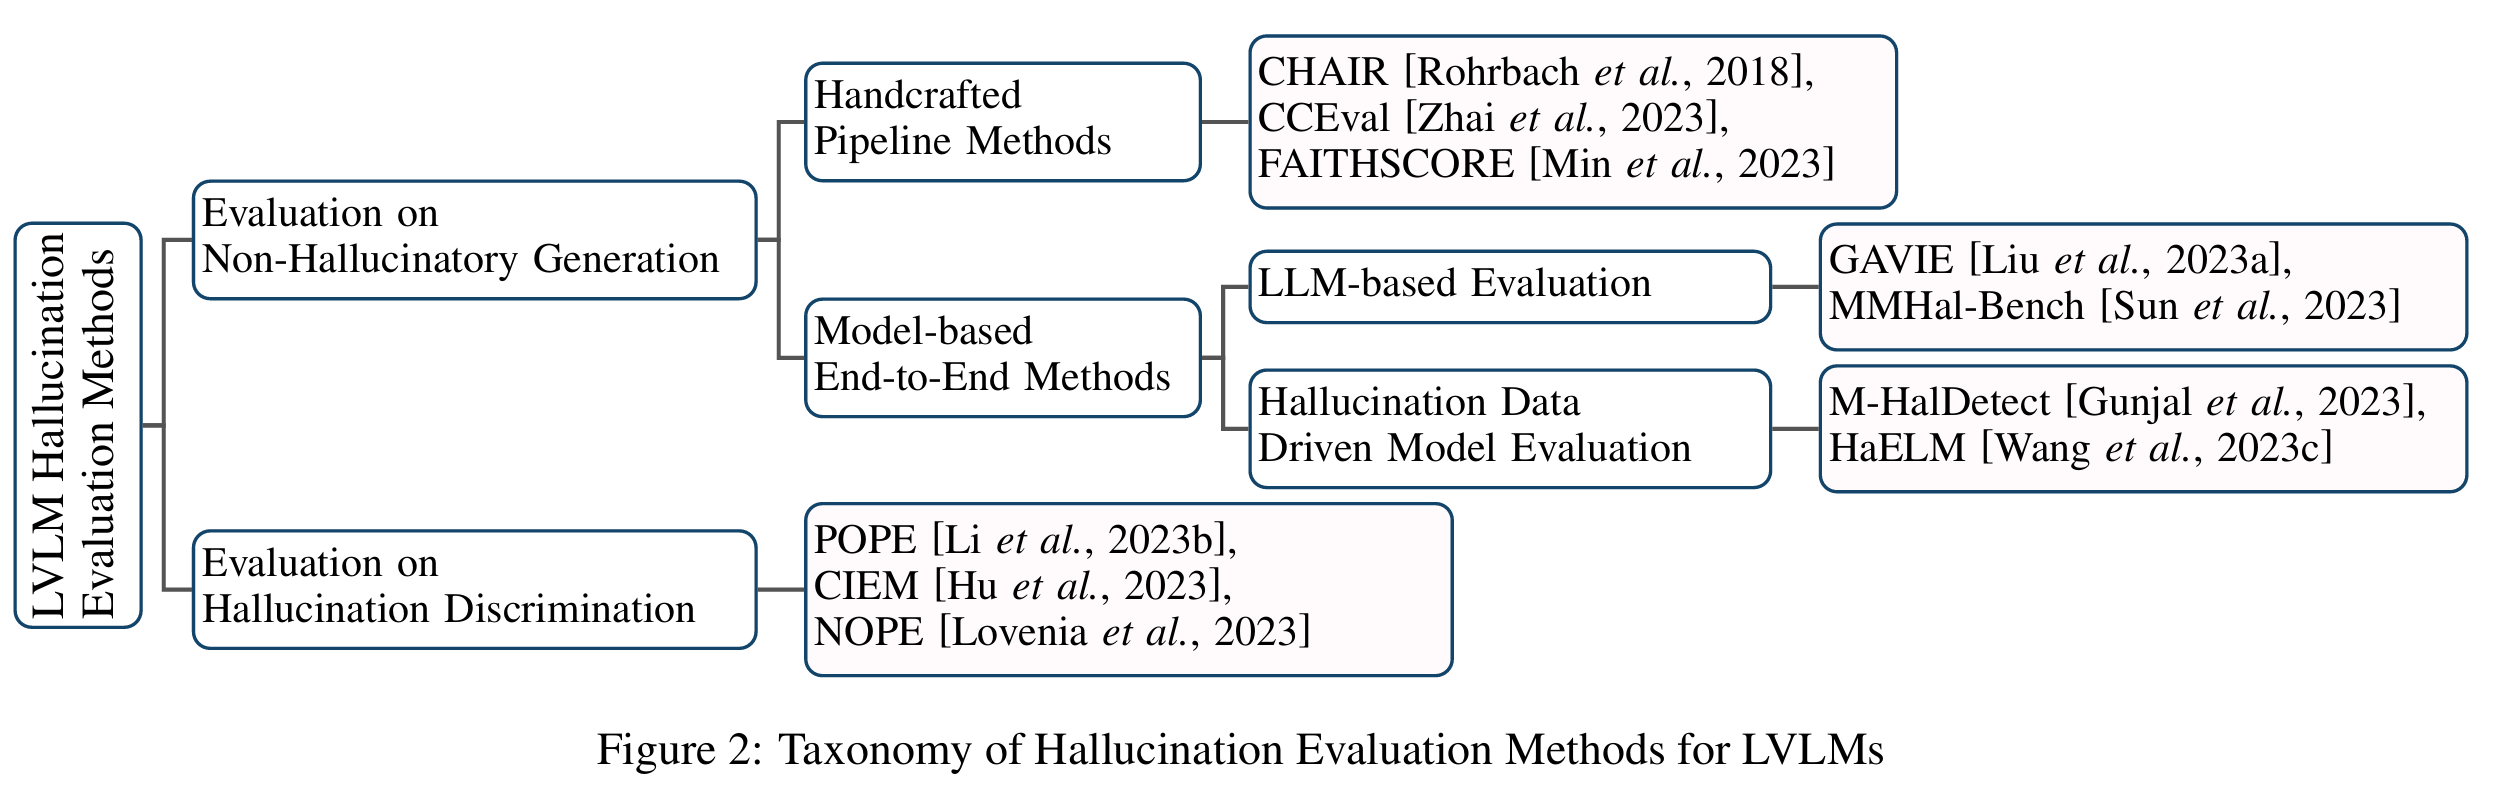 LVLM Hallucination
Evaluation Methods
Evaluation on
Non-Hallucinatory Generation
Handcrafted
Pipeline Methods
CHAIR [Rohrbach et al., 2018],
CCEval [Zhai et al., 2023],
FAITHSCORE [Min et al., 2023]
Model-based
End-to-End Methods
LLM-based Evaluation
GAVIE [Liu et al., 2023a],
MMHal-Bench [Sun et al., 2023]
Hallucination Data
Driven Model Evaluation
M-HalDetect [Gunjal et al., 2023],
HaELM [Wang et al., 2023c]
Evaluation on
Hallucination Discrimination
POPE [Li et al., 2023b],
CIEM [Hu et al., 2023],
NOPE [Lovenia et al., 2023]
Figure 2: Taxonomy of Hallucination Evaluation Methods for LVLMs